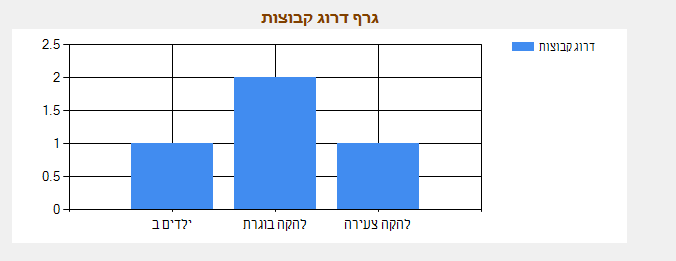 גרף דרוג קבוצות
דרוג קבוצות
2.5
2
1.5
1
0.5
0
ילדים ב
להקה בוגרת
להקה צעירה